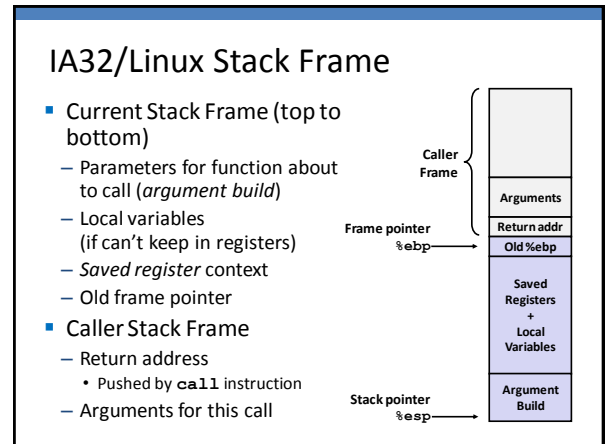 IA32/Linux Stack Frame
▪ Current Stack Frame (top to
bottom)
– Parameters for function about
to call (argument build)
– Local variables
(if can’t keep in registers)
– Saved register context
– Old frame pointer
▪ Caller Stack Frame
– Return address
• Pushed by call instruction
– Arguments for this call
Caller
Frame
Arguments
Return addr
Frame pointer
%ebp
Old %ebp
Saved
Registers
+
Local
Variables
Argument
Build
Stack pointer
%esp